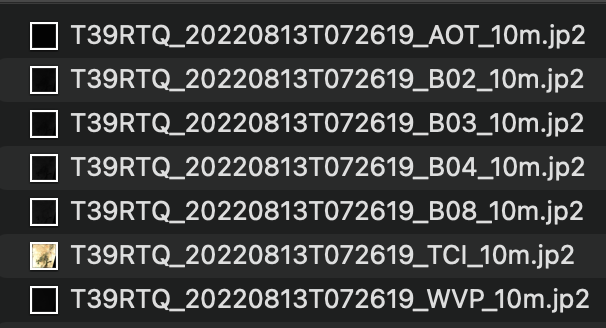 T39RTQ_20220813T072619_AOT_10m.jp2
T39RTQ_20220813T072619_B02_10m.jp2
T39RTQ_20220813T072619_B03_10m.jp2
T39RTQ_20220813T072619_B04_10m.jp2
T39RTQ_20220813T072619_B08_10m.jp2
T39RTQ_20220813T072619_TCI_10m.jp2
T39RTQ_20220813T072619_WVP_10m.jp2